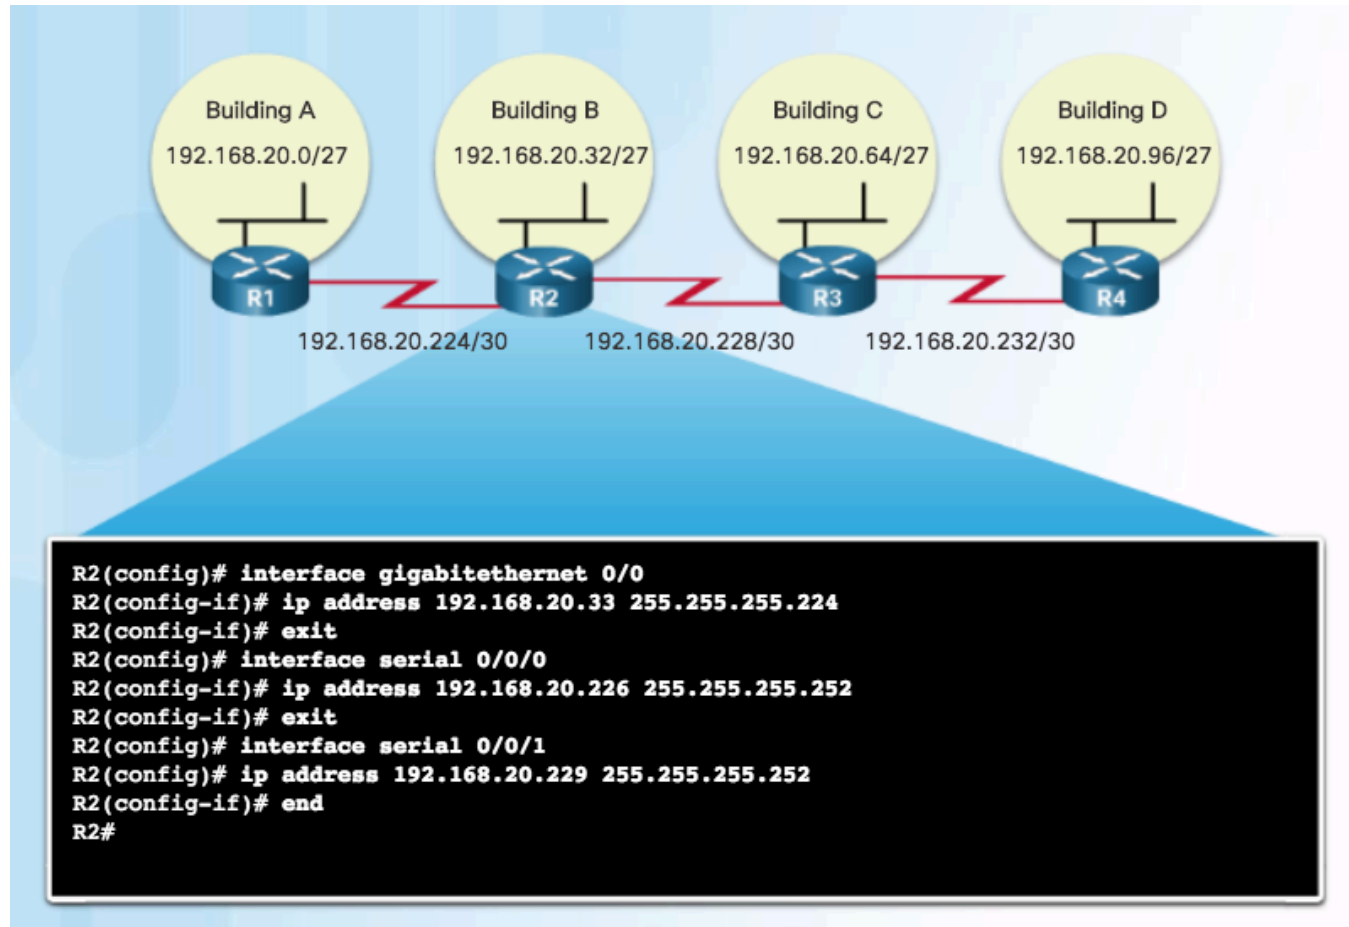 Building A
192.168.20.0/27
Building B
192.168.20.32/27
Building C
192.168.20.64/27
Building D
192.168.20.96/27
R1
R2
R3
R4
192.168.20.224/30
192.168.20.228/30
192.168.20.232/30
R2(config)# interface gigabitethernet 0/0
R2(config-if)# ip address 192.168.20.33 255.255.255.224
R2(config-if)# exit
R2(config)# interface serial 0/0/0
R2(config-if)# ip address 192.168.20.226 255.255.255.252
R2(config-if)# exit
R2(config)# interface serial 0/0/1
R2(config)# ip address 192.168.20.229 255.255.255.252
R2(config-if)# end
R2#